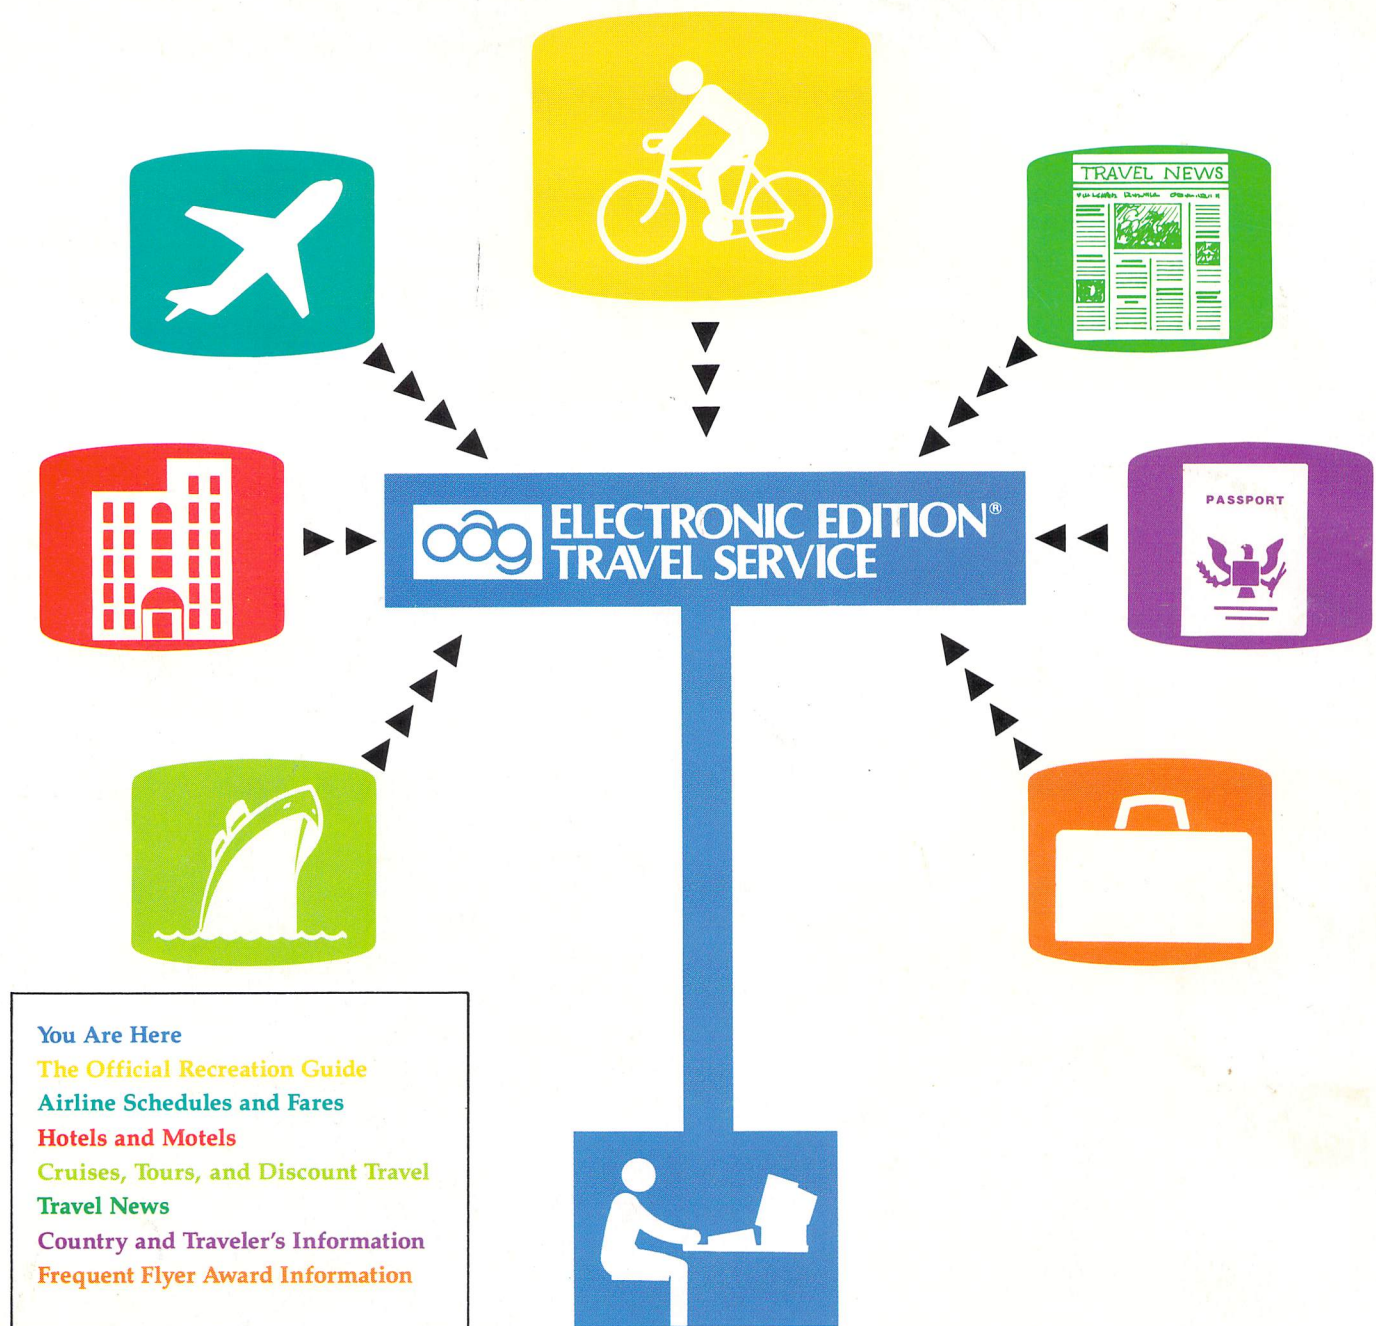 TRAVEL NEWS
PASSPORT
oag ELECTRONIC EDITION®
TRAVEL SERVICE
You Are Here
The Official Recreation Guide
Airline Schedules and Fares
Hotels and Motels
Cruises, Tours, and Discount Travel
Travel News
Country and Traveler's Information
Frequent Flyer Award Information